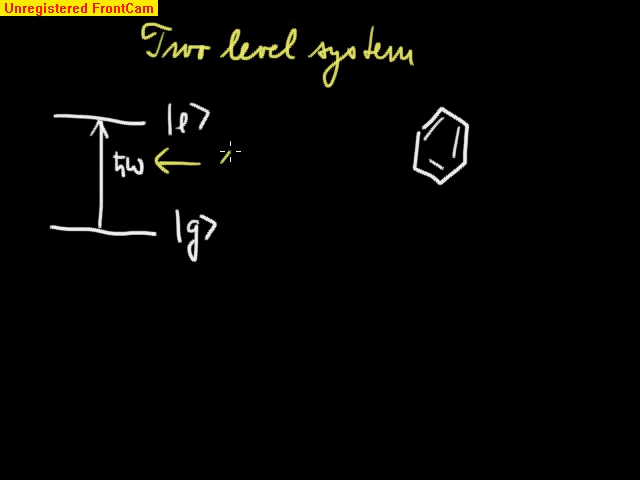 Unregistered FrontCam
Two level system
|e⟩
ħω
|g⟩